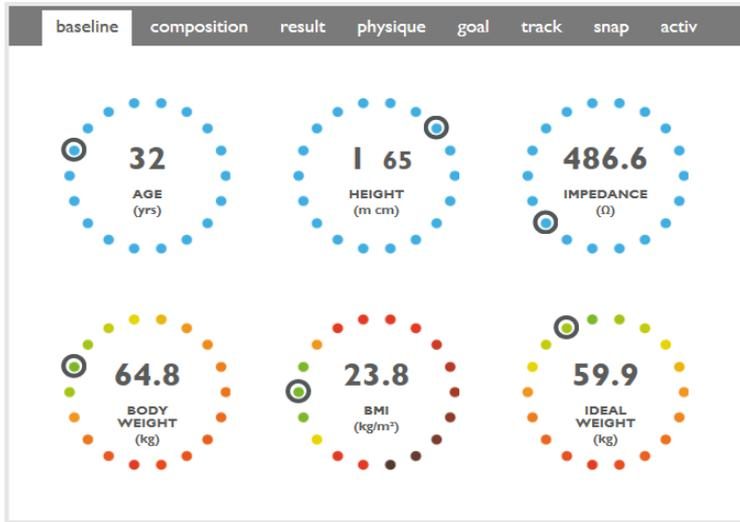 baseline composition result physique goal track snap activ
32
AGE
(yrs)
1 65
HEIGHT
(m cm)
486.6
IMPEDANCE
(Ω)
64.8
BODY
WEIGHT
(kg)
23.8
BMI
(kg/m²)
59.9
IDEAL
WEIGHT
(kg)